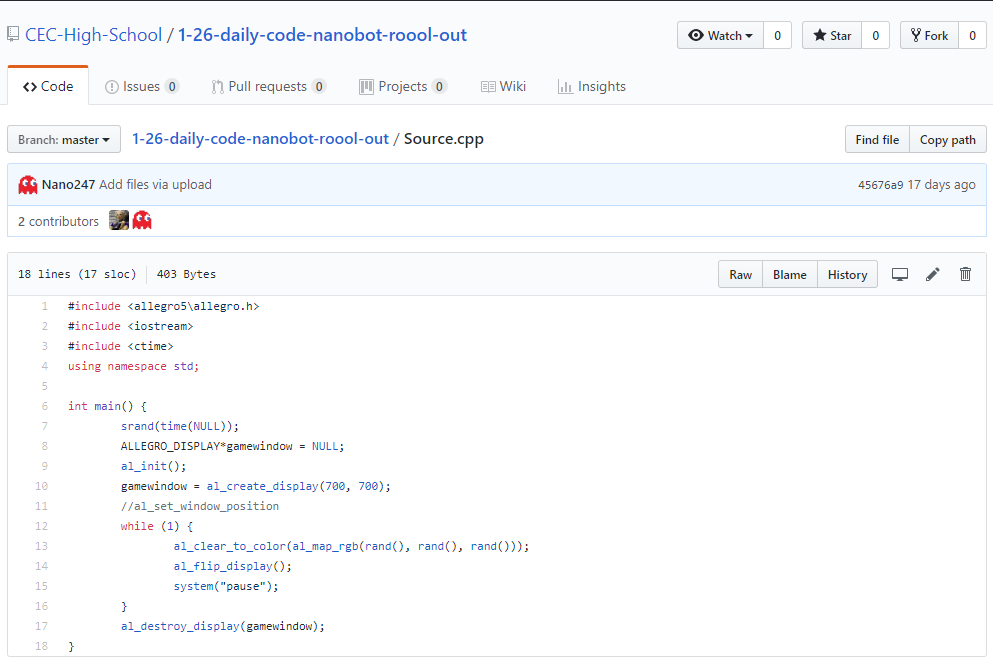 CEC-High-School / 1-26-daily-code-nanobot-roool-out
Watch 0 Star 0 Fork 0
Code Issues 0 Pull requests 0 Projects 0 Wiki Insights
Branch: master 1-26-daily-code-nanobot-roool-out / Source.cpp Find file Copy path
Nano247 Add files via upload 45676a9 17 days ago
2 contributors
18 lines (17 sloc) 403 Bytes Raw Blame History
1 #include <allegro5\allegro.h>
2 #include <iostream>
3 #include <ctime>
4 using namespace std;
5
6 int main() {
7 srand(time(NULL));
8 ALLEGRO_DISPLAY*gamewindow = NULL;
9 al_init();
10 gamewindow = al_create_display(700, 700);
11 //al_set_window_position
12 while (1) {
13 al_clear_to_color(al_map_rgb(rand(), rand(), rand()));
14 al_flip_display();
15 system("pause");
16 }
17 al_destroy_display(gamewindow);
18 }